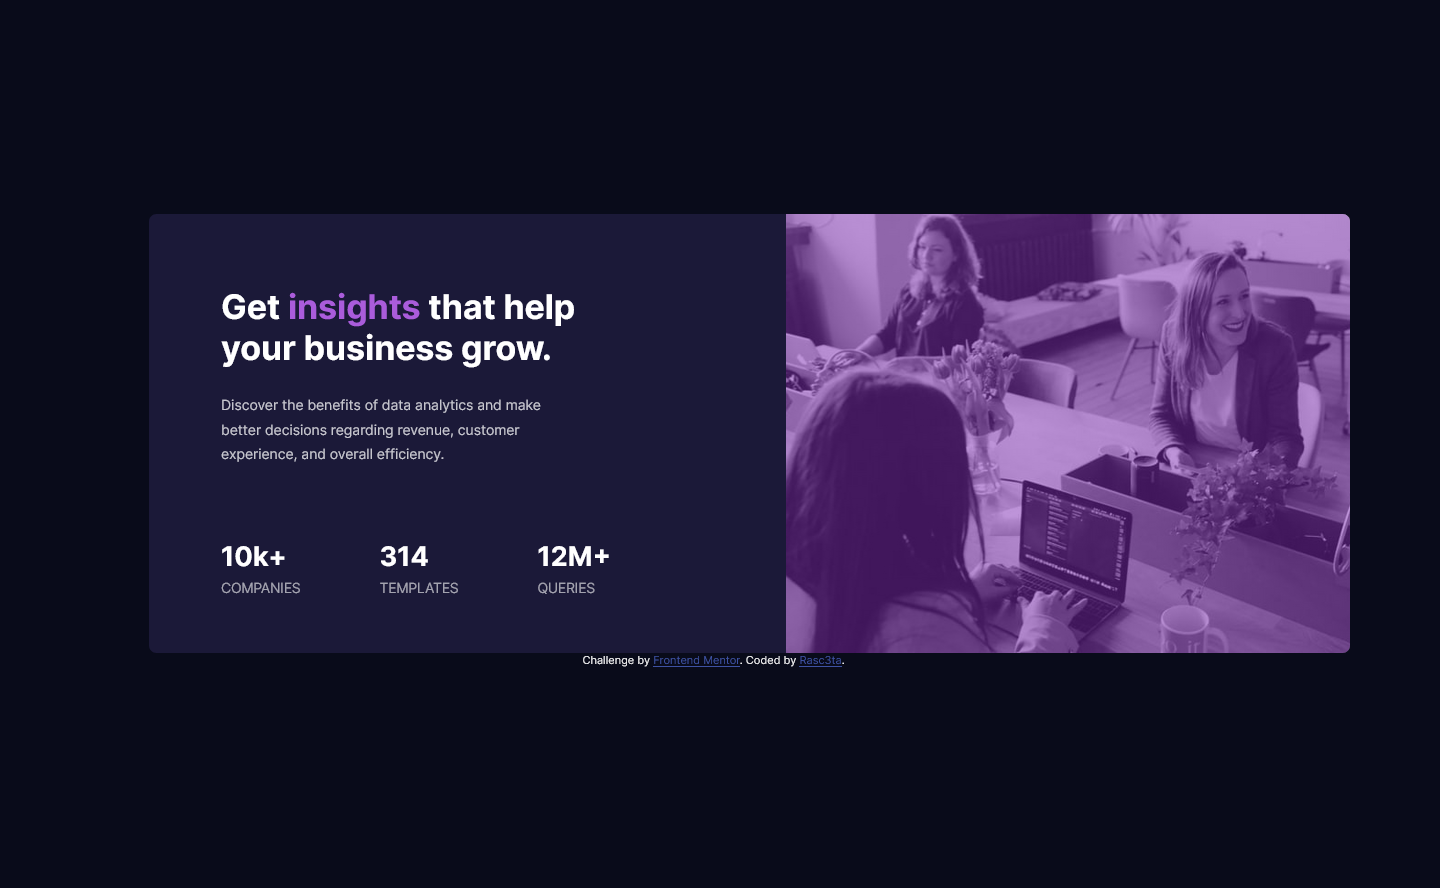 Get insights that help
your business grow.
Discover the benefits of data analytics and make
better decisions regarding revenue, customer
experience, and overall efficiency.
10k+ 314 12M+
COMPANIES TEMPLATES QUERIES
Challenge by Frontend Mentor. Coded by Rasc3ta.